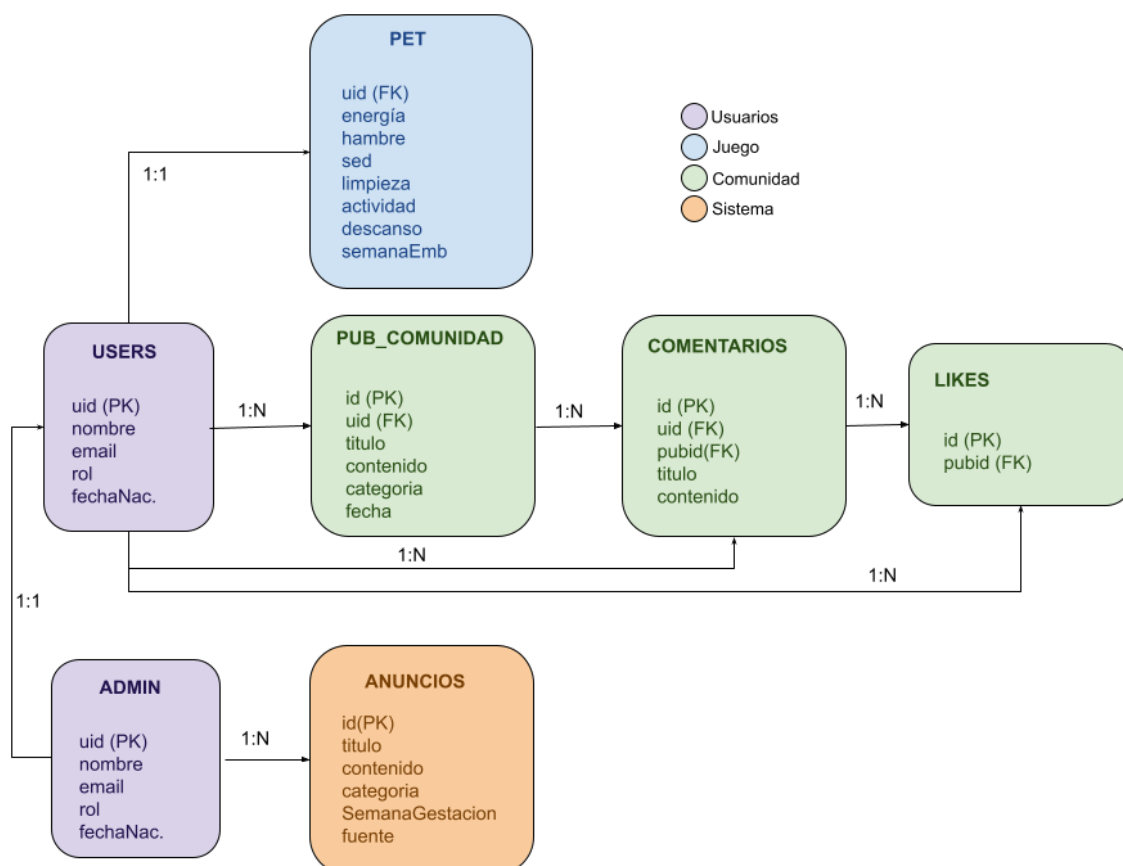 PET
uid (FK)
energía
hambre
sed
limpieza
actividad
descanso
semanaEmb
Usuarios
Juego
Comunidad
Sistema
1:1
USERS
uid (PK)
nombre
email
rol
fechaNac.
1:N
PUB_COMUNIDAD
id (PK)
uid (FK)
titulo
contenido
categoria
fecha
1:N
COMENTARIOS
id (PK)
uid (FK)
pubid(FK)
titulo
contenido
1:N
LIKES
id (PK)
pubid (FK)
1:N
1:N
1:1
ADMIN
uid (PK)
nombre
email
rol
fechaNac.
1:N
ANUNCIOS
id(PK)
titulo
contenido
categoria
SemanaGestacion
fuente